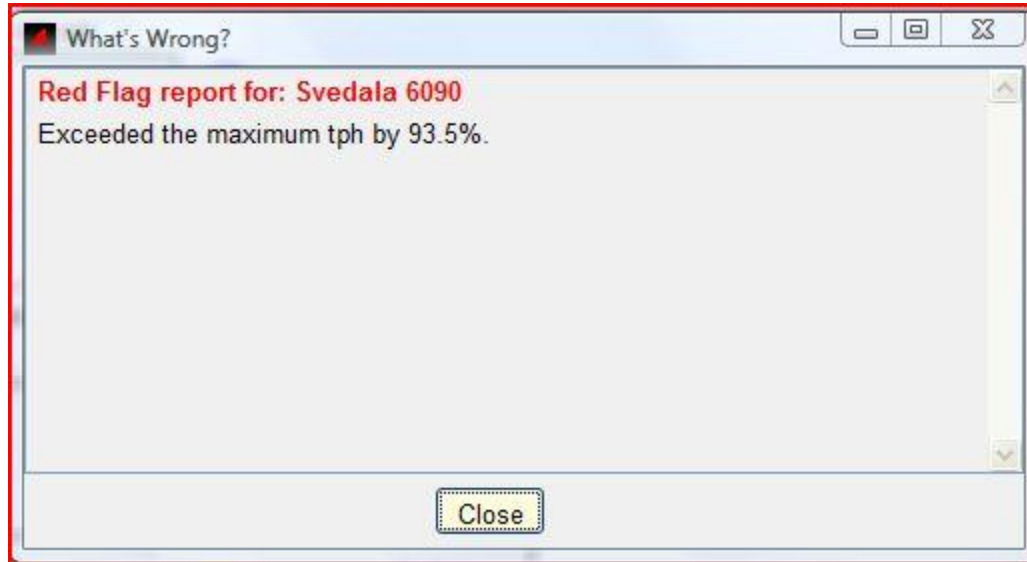 What's Wrong?
Red Flag report for: Svedala 6090
Exceeded the maximum tph by 93.5%.
Close